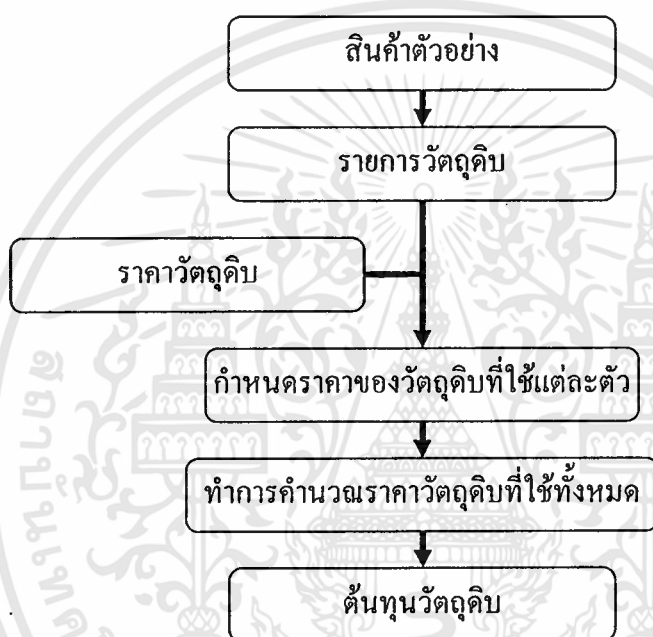 สินค้าตัวอย่าง
รายการวัตถุดิบ
ราคาวัตถุดิบ
กำหนดราคาของวัตถุดิบที่ใช้แต่ละตัว
ทำการคำนวณราคาวัตถุดิบที่ใช้ทั้งหมด
ต้นทุนวัตถุดิบ